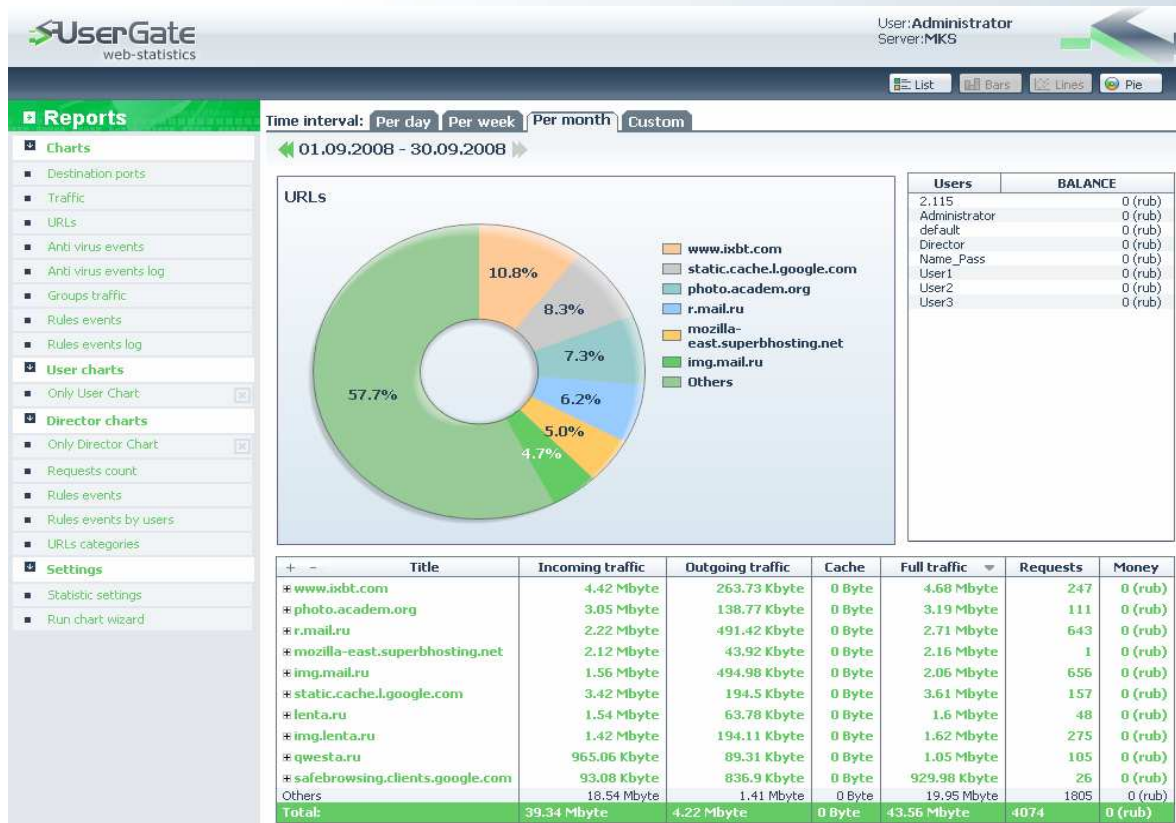 UserGate
web-statistics
User:Administrator
Server:MKS
List
Bars
Lines
Pie
Reports
Charts
Destination ports
Traffic
URLs
Anti virus events
Anti virus events log
Groups traffic
Rules events
Rules events log
User charts
Only User Chart
Director charts
Only Director Chart
Requests count
Rules events
Rules events by users
URLs categories
Settings
Statistic settings
Run chart wizard
Time interval: Per day Per week Per month Custom
01.09.2008 - 30.09.2008
URLs
10.8%
8.3%
7.3%
6.2%
5.0%
4.7%
57.7%
www.ixbt.com
static.cache.l.google.com
photo.academ.org
r.mail.ru
mozilla-
east.superbhosting.net
img.mail.ru
Others
Users BALANCE
2.115 0 (rub)
Administrator 0 (rub)
default 0 (rub)
Director 0 (rub)
Name_Pass 0 (rub)
User1 0 (rub)
User2 0 (rub)
User3 0 (rub)
+ - Title Incoming traffic Outgoing traffic Cache Full traffic Requests Money
www.ixbt.com 4.42 Mbyte 263.73 Kbyte 0 Byte 4.68 Mbyte 247 0 (rub)
photo.academ.org 3.05 Mbyte 138.77 Kbyte 0 Byte 3.19 Mbyte 111 0 (rub)
r.mail.ru 2.22 Mbyte 491.42 Kbyte 0 Byte 2.71 Mbyte 643 0 (rub)
mozilla-east.superbhosting.net 2.12 Mbyte 43.92 Kbyte 0 Byte 2.16 Mbyte 1 0 (rub)
img.mail.ru 1.56 Mbyte 494.98 Kbyte 0 Byte 2.06 Mbyte 656 0 (rub)
static.cache.l.google.com 3.42 Mbyte 194.5 Kbyte 0 Byte 3.61 Mbyte 157 0 (rub)
lenta.ru 1.54 Mbyte 63.78 Kbyte 0 Byte 1.6 Mbyte 48 0 (rub)
img.lenta.ru 1.42 Mbyte 194.11 Kbyte 0 Byte 1.62 Mbyte 275 0 (rub)
qwesta.ru 965.06 Kbyte 89.31 Kbyte 0 Byte 1.05 Mbyte 105 0 (rub)
safebrowsing.clients.google.com 93.08 Kbyte 836.9 Kbyte 0 Byte 929.98 Kbyte 26 0 (rub)
Others 18.54 Mbyte 1.41 Mbyte 0 Byte 19.95 Mbyte 1805 0 (rub)
Total: 39.34 Mbyte 4.22 Mbyte 0 Byte 43.56 Mbyte 4074 0 (rub)